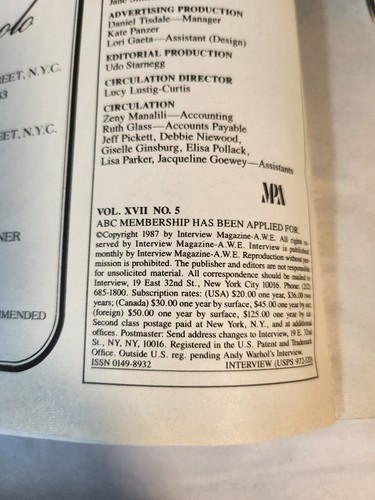 EET, N.Y.C.
ET, N.Y.C.
NER
MENDED
ADVERTISING PRODUCTION
Daniel Tisdale—Manager
Kate Panzer
Lori Gaeta—Assistant (Design)
EDITORIAL PRODUCTION
Udo Starnegg
CIRCULATION DIRECTOR
Lucy Lustig-Curtis
CIRCULATION
Zeny Manalili—Accounting
Ruth Glass—Accounts Payable
Jeff Pickett, Debbie Niewood,
Giselle Ginsburg, Elisa Pollack,
Lisa Parker, Jacqueline Goewey—Assistants
MPA
VOL. XVII NO. 5
ABC MEMBERSHIP HAS BEEN APPLIED FOR.
©Copyright 1987 by Interview Magazine-A.W.E. All rights re-
served by Interview Magazine-A.W.E. Interview is published
monthly by Interview Magazine-A.W.E. Reproduction without per-
mission is prohibited. The publisher and editors are not responsible
for unsolicited material. All correspondence should be mailed to
Interview, 19 East 32nd St., New York City 10016. Phone: (212)
685-1800. Subscription rates: (USA) $20.00 one year, $36.00 two
years; (Canada) $30.00 one year by surface, $45.00 one year by air;
(foreign) $50.00 one year by surface, $125.00 one year by air.
Second class postage paid at New York, N.Y., and at additional
offices. Postmaster: Send address changes to Interview, 19 E. 32nd
St., NY, NY, 10016. Registered in the U.S. Patent and Trademark
Office. Outside U.S. reg. pending Andy Warhol's Interview.
ISSN 0149-8932 INTERVIEW (USPS 972-220)